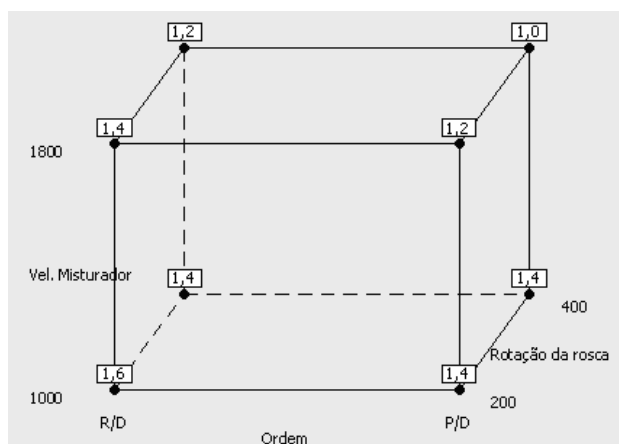 1,2
1,0
1,4
1,2
1800
Vel. Misturador
1,4
1,4
400
Rotação da rosca
1,6
1,4
1000
200
R/D
P/D
Ordem